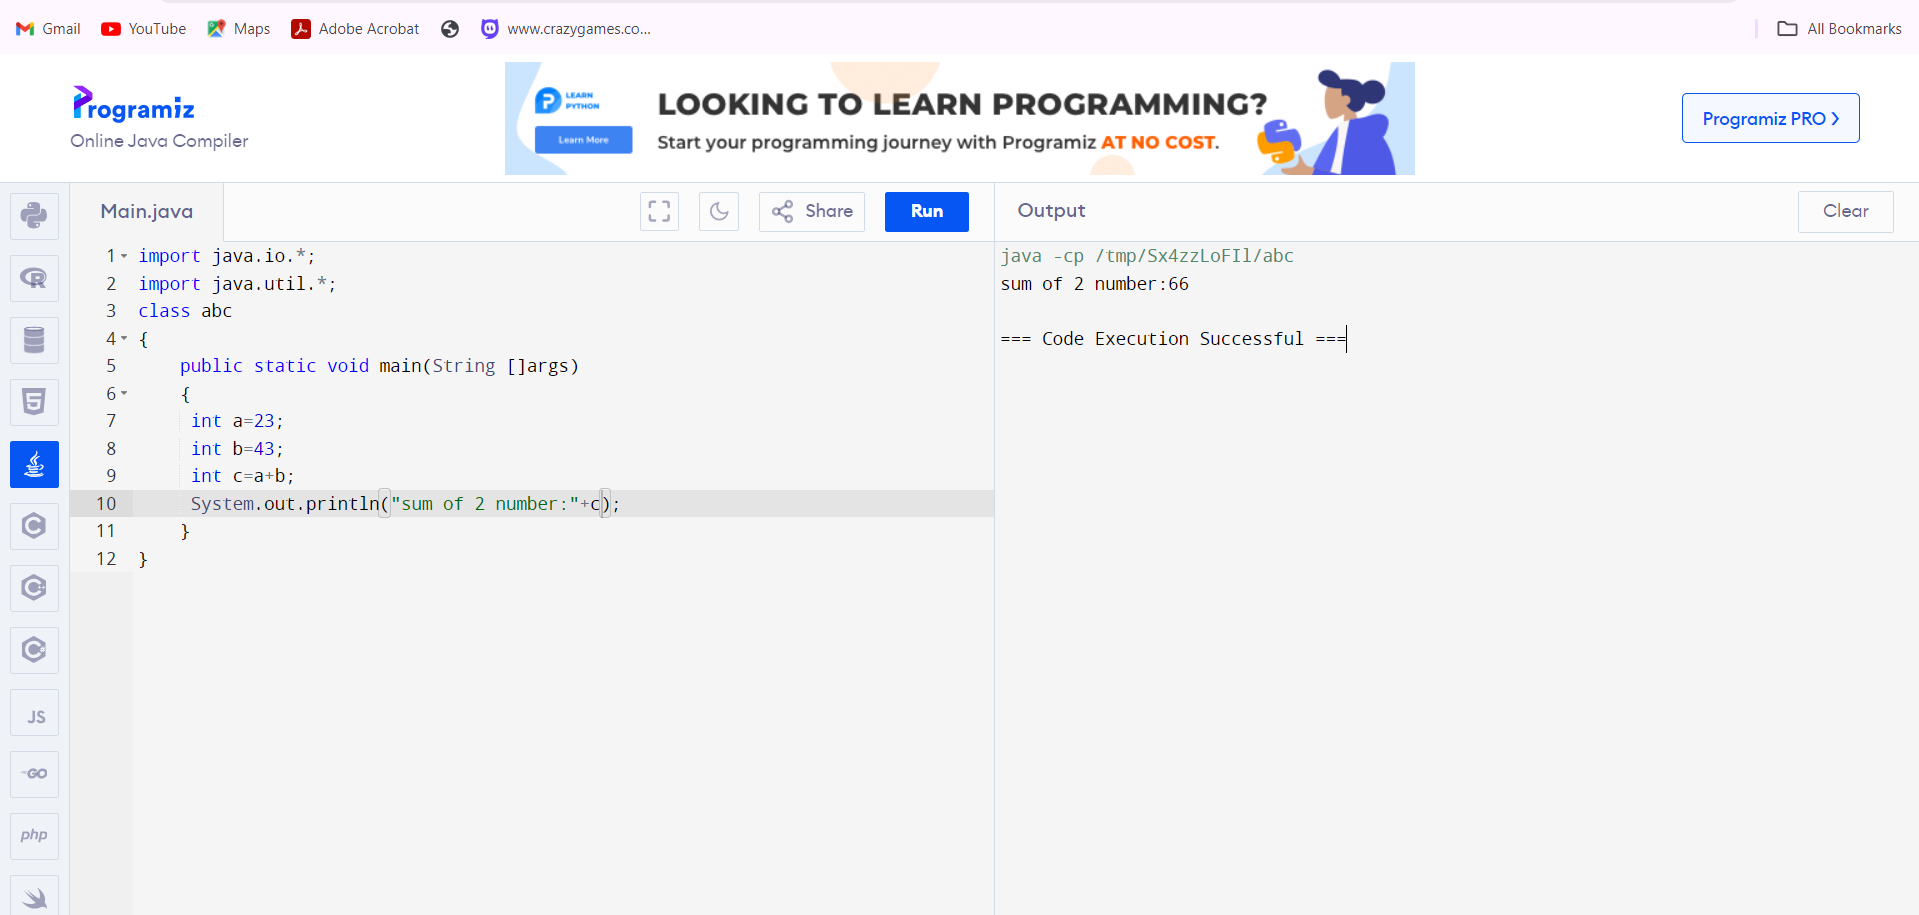 Gmail YouTube Maps Adobe Acrobat www.crazygames.co... All Bookmarks
Programiz
Online Java Compiler
LEARN
PYTHON
Learn More
LOOKING TO LEARN PROGRAMMING?
Start your programming journey with Programiz AT NO COST.
Programiz PRO
Main.java
Share
Run
Output
Clear
1 import java.io.*;
2 import java.util.*;
3 class abc
4 {
5 public static void main(String []args)
6 {
7 int a=23;
8 int b=43;
9 int c=a+b;
10 System.out.println("sum of 2 number:"+c);
11 }
12 }
java -cp /tmp/Sx4zzLoFIl/abc
sum of 2 number:66
=== Code Execution Successful ===
R
5
C
C
C
JS
GO
php